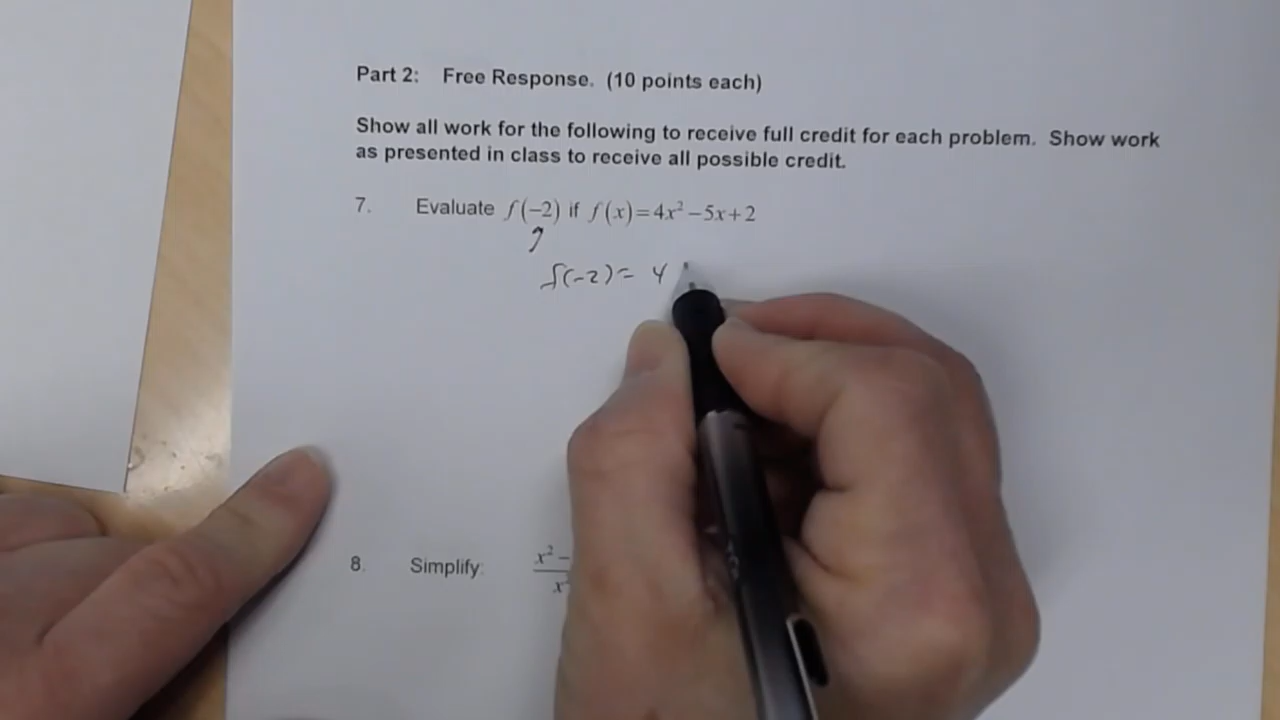 Part 2: Free Response. (10 points each)
Show all work for the following to receive full credit for each problem. Show work
as presented in class to receive all possible credit.
7. Evaluate f(−2) if f(x)=4x²−5x+2
f(-2)= 4
8. Simplify: x²−
x